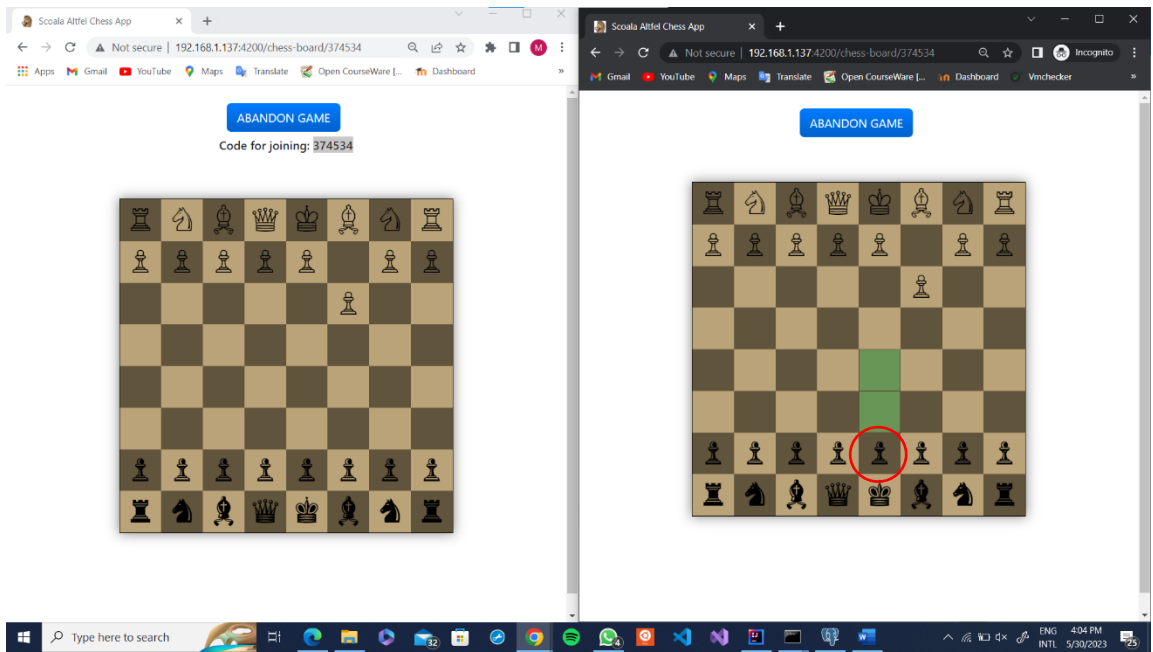 Scoala Altfel Chess App
Not secure | 192.168.1.137:4200/chess-board/374534
M
Apps Gmail YouTube Maps Translate Open CourseWare [... Dashboard »
ABANDON GAME
Code for joining: 374534
Scoala Altfel Chess App
Not secure | 192.168.1.137:4200/chess-board/374534
Incognito
Gmail YouTube Maps Translate Open CourseWare [... Dashboard Vmchecker »
ABANDON GAME
Type here to search
32
4
ENG 4:04 PM
INTL 5/30/2023
25